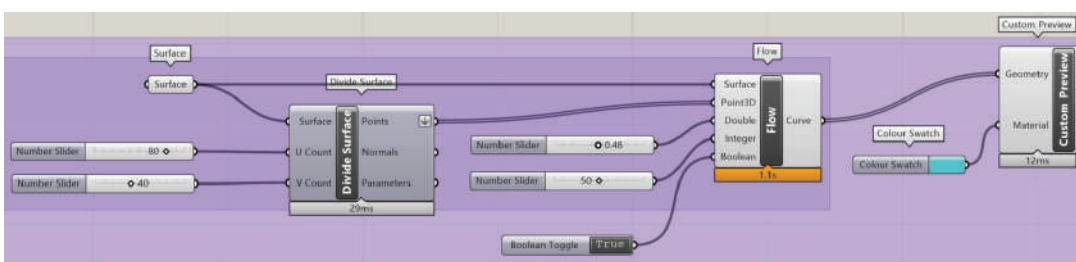 Custom Preview
Surface
Flow
Surface
Divide Surface
Surface
Point3D
Double
Integer
Boolean
Flow
Curve
1.1s
Geometry
Material
Custom Preview
12ms
Surface
U Count
V Count
Divide Surface
Points
Normals
Parameters
29ms
Number Slider 80
Number Slider 40
Number Slider 0.48
Number Slider 50
Colour Swatch
Colour Swatch
Boolean Toggle True